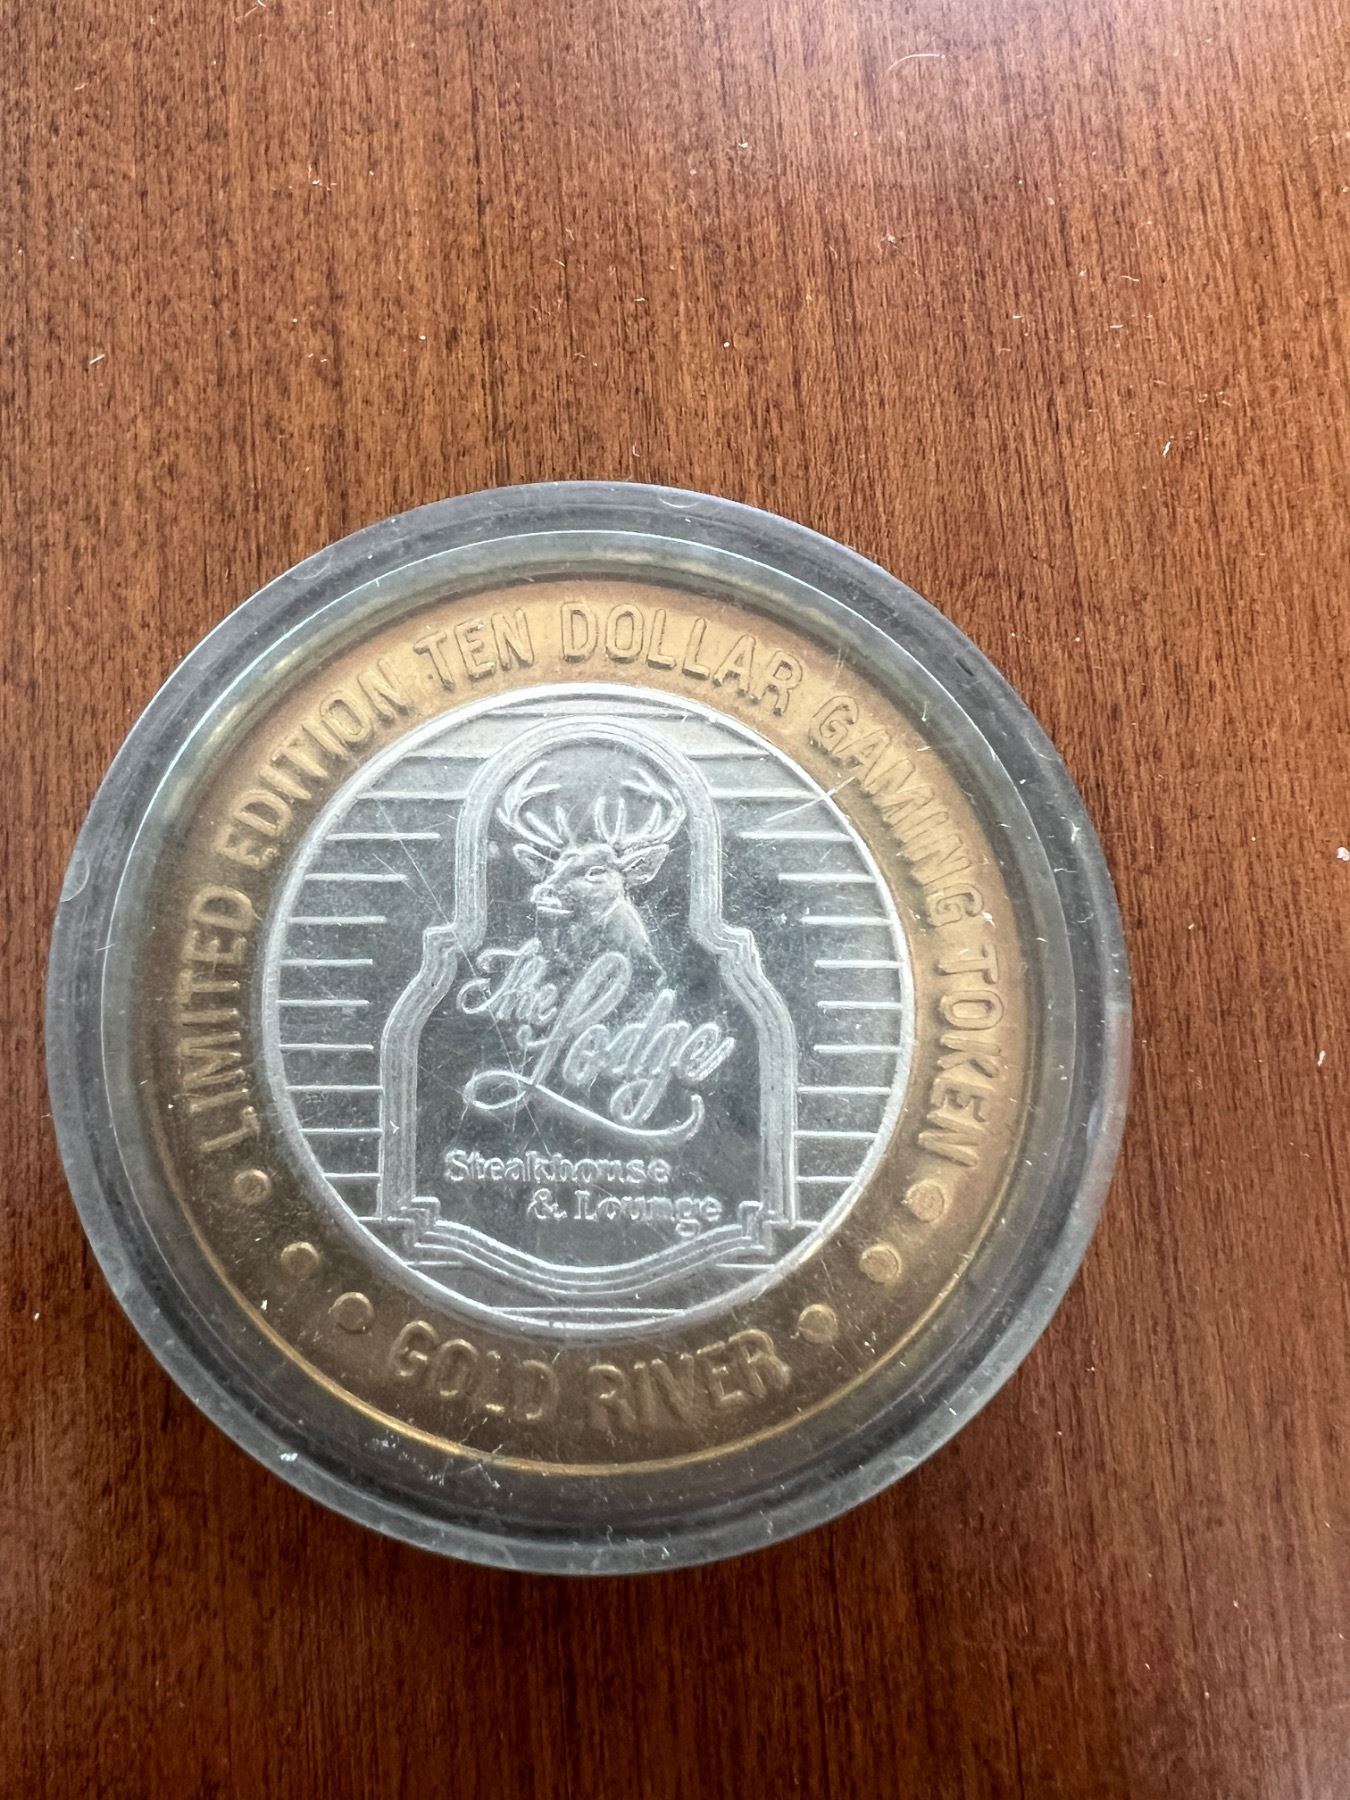 LIMITED EDITION TEN DOLLAR GAMING TOKEN
The Lodge
Steakhouse
& Lounge
GOLD RIVER